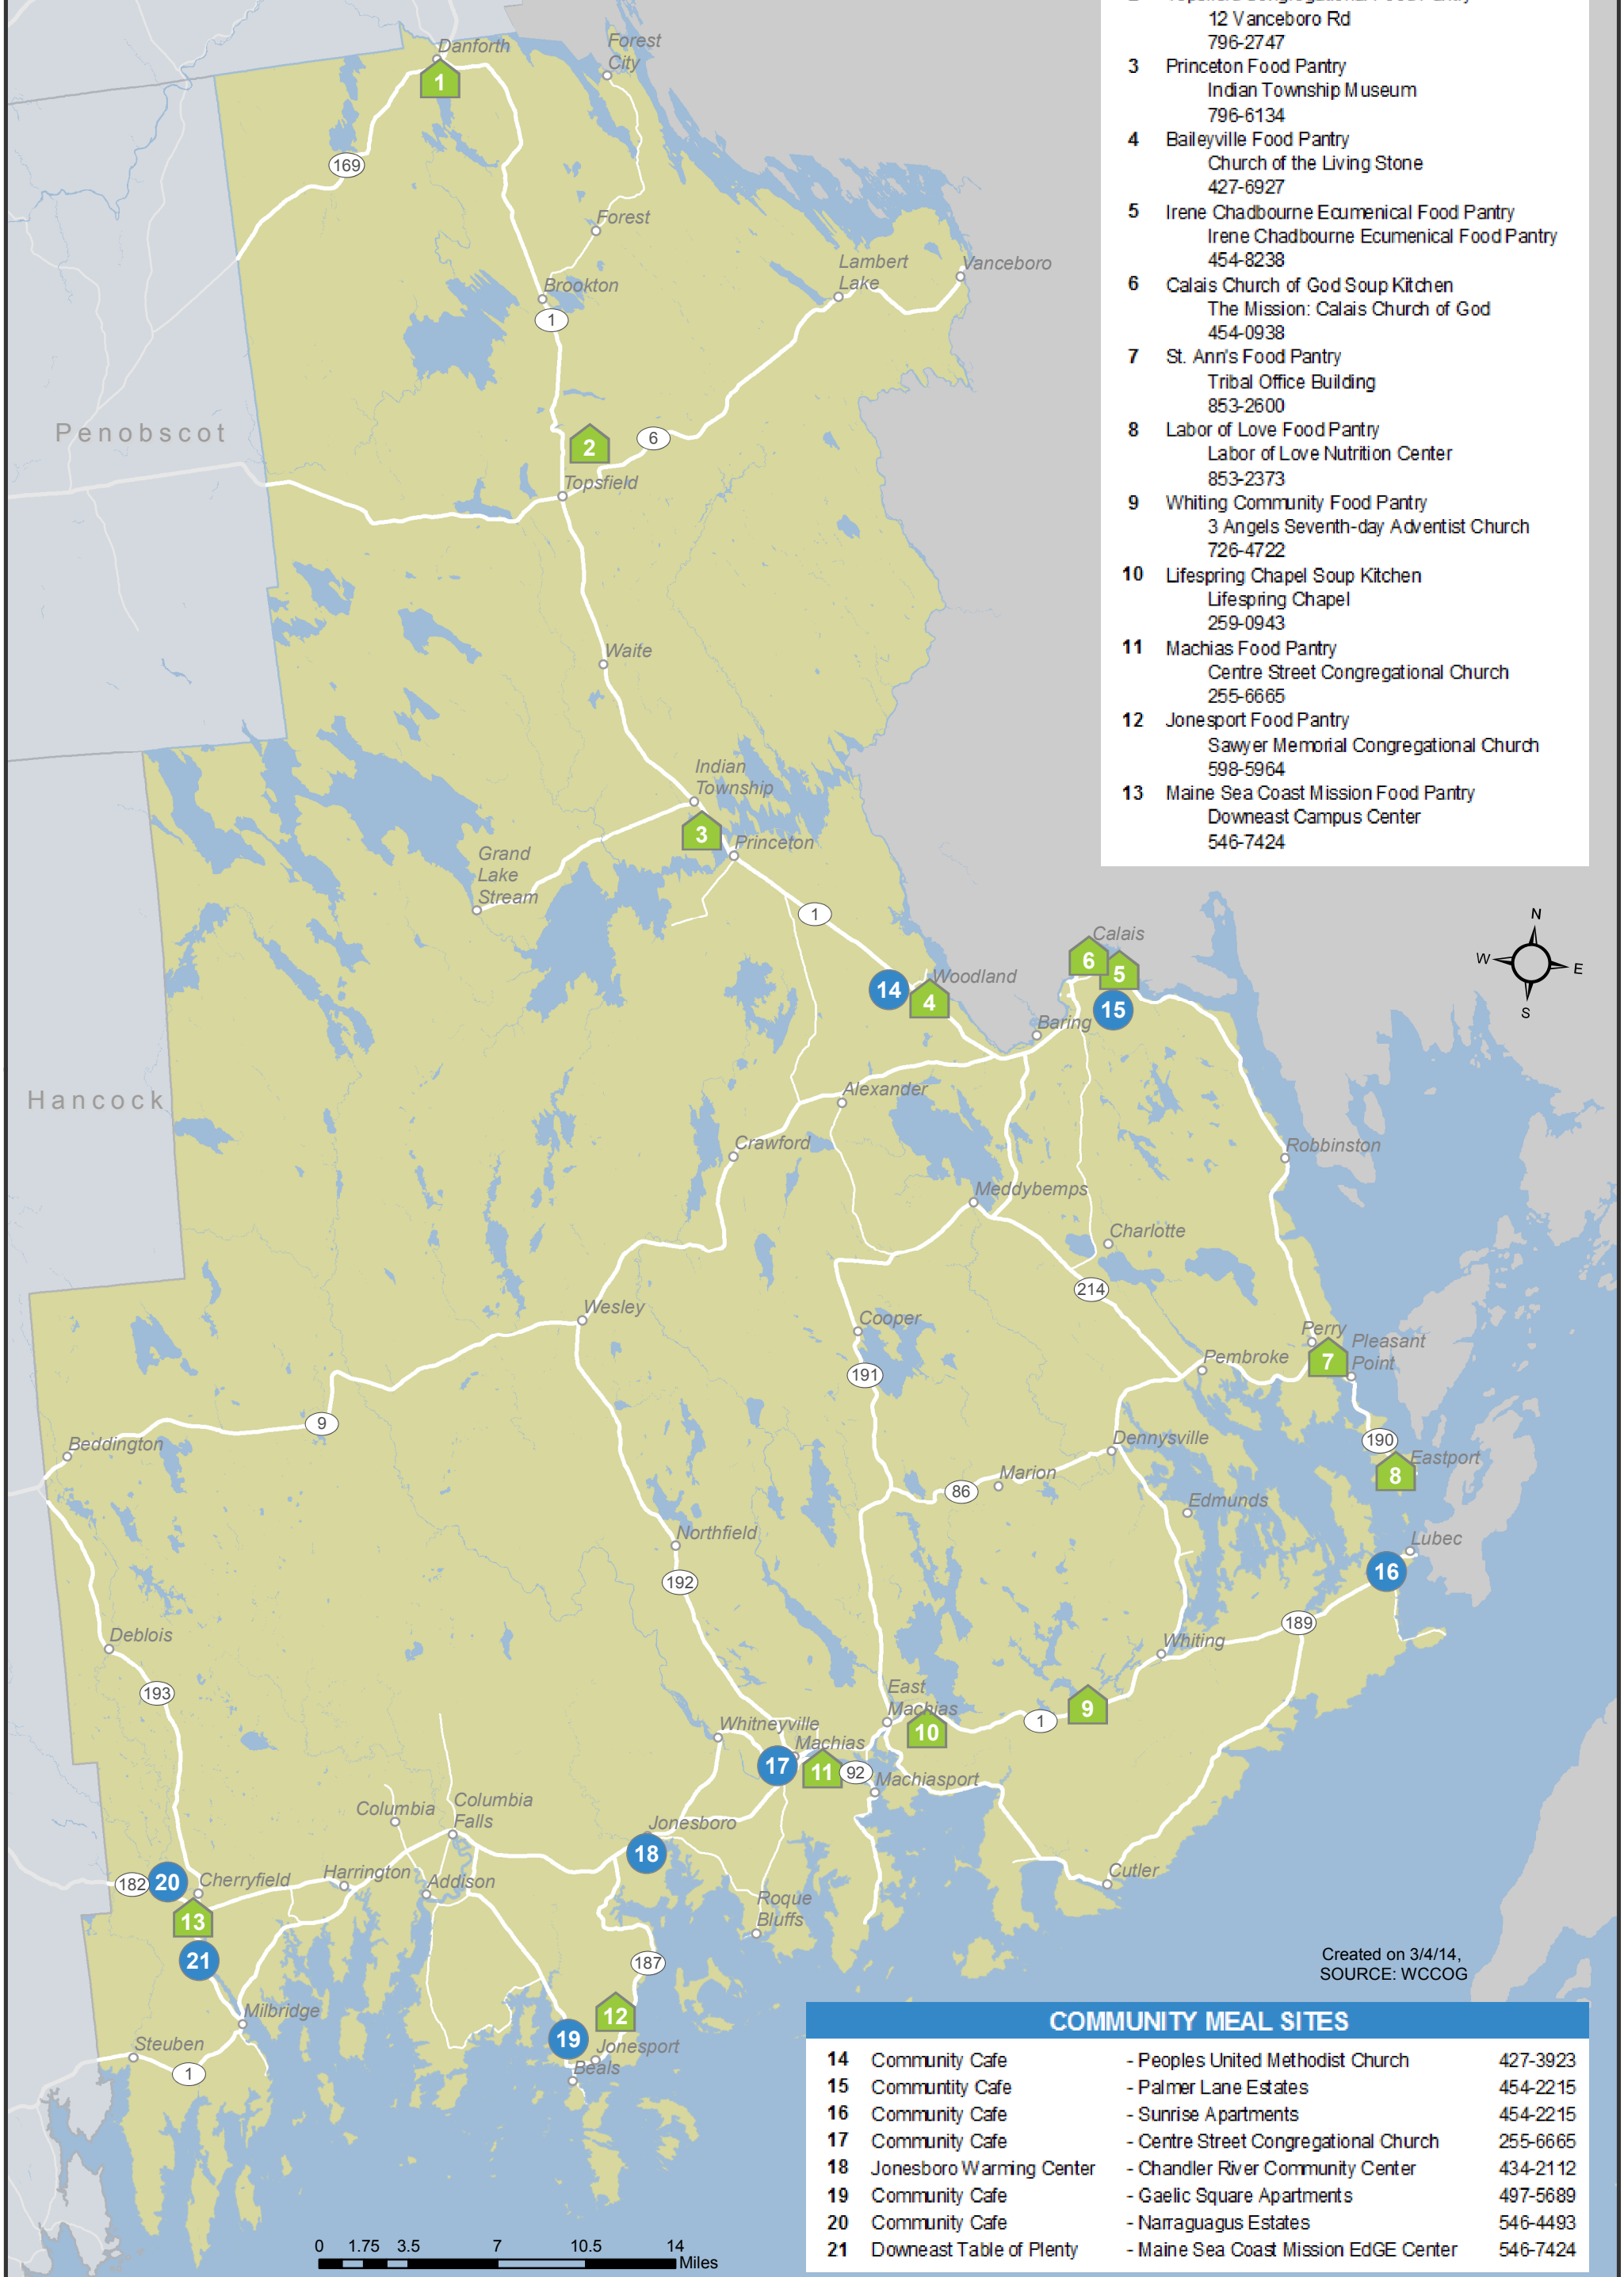 12 Vanceboro Rd
796-2747
3 Princeton Food Pantry
Indian Township Museum
796-6134
4 Baileyville Food Pantry
Church of the Living Stone
427-6927
5 Irene Chadbourne Ecumenical Food Pantry
Irene Chadbourne Ecumenical Food Pantry
454-8238
6 Calais Church of God Soup Kitchen
The Mission: Calais Church of God
454-0938
7 St. Ann's Food Pantry
Tribal Office Building
853-2600
8 Labor of Love Food Pantry
Labor of Love Nutrition Center
853-2373
9 Whiting Community Food Pantry
3 Angels Seventh-day Adventist Church
726-4722
10 Lifespring Chapel Soup Kitchen
Lifespring Chapel
259-0943
11 Machias Food Pantry
Centre Street Congregational Church
255-6665
12 Jonesport Food Pantry
Sawyer Memorial Congregational Church
598-5964
13 Maine Sea Coast Mission Food Pantry
Downeast Campus Center
546-7424
Danforth
1
Forest
City
169
Forest
Brookton
1
Lambert
Lake
Vanceboro
Penobscot
2
6
Topsfield
Waite
Indian
Township
3
Princeton
Grand
Lake
Stream
1
N
W
E
S
Calais
6
5
14
4
Woodland
15
Baring
Hancock
Alexander
Crawford
Robbinston
Meddybemps
Charlotte
214
Wesley
Cooper
191
Perry
7
Pleasant
Point
Pembroke
9
Beddington
Dennysville
190
Eastport
8
Marion
86
Edmunds
Northfield
Lubec
16
192
189
Deblois
Whiting
193
East
Machias
9
1
10
Whitneyville
Machias
17
11
92
Machiasport
Columbia
Columbia
Falls
Jonesboro
18
182
20
Cherryfield
Harrington
Addison
Cutler
13
Roque
Bluffs
21
187
Created on 3/4/14,
SOURCE: WCCOG
Milbridge
12
19
Jonesport
Beals
Steuben
1
COMMUNITY MEAL SITES
14 Community Cafe - Peoples United Methodist Church 427-3923
15 Communtity Cafe - Palmer Lane Estates 454-2215
16 Community Cafe - Sunrise Apartments 454-2215
17 Community Cafe - Centre Street Congregational Church 255-6665
18 Jonesboro Warming Center - Chandler River Community Center 434-2112
19 Community Cafe - Gaelic Square Apartments 497-5689
20 Community Cafe - Narraguagus Estates 546-4493
21 Downeast Table of Plenty - Maine Sea Coast Mission EdGE Center 546-7424
0 1.75 3.5 7 10.5 14
Miles